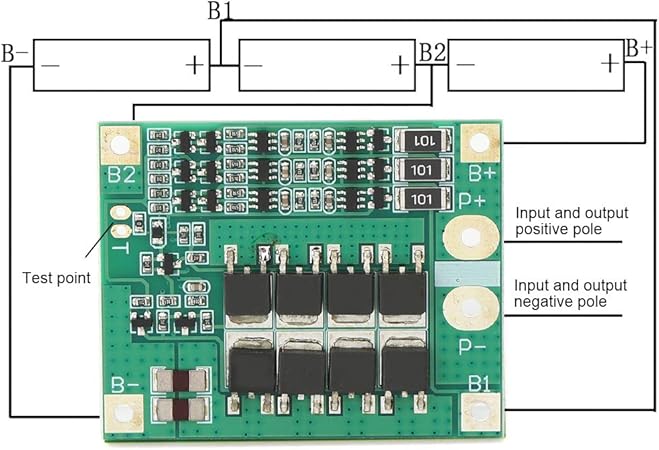 B1
B-
B2
B+
- +
- +
- +
101
101
101
B2
B+
P+
T
Test point
Input and output
positive pole
Input and output
negative pole
P-
B-
B1